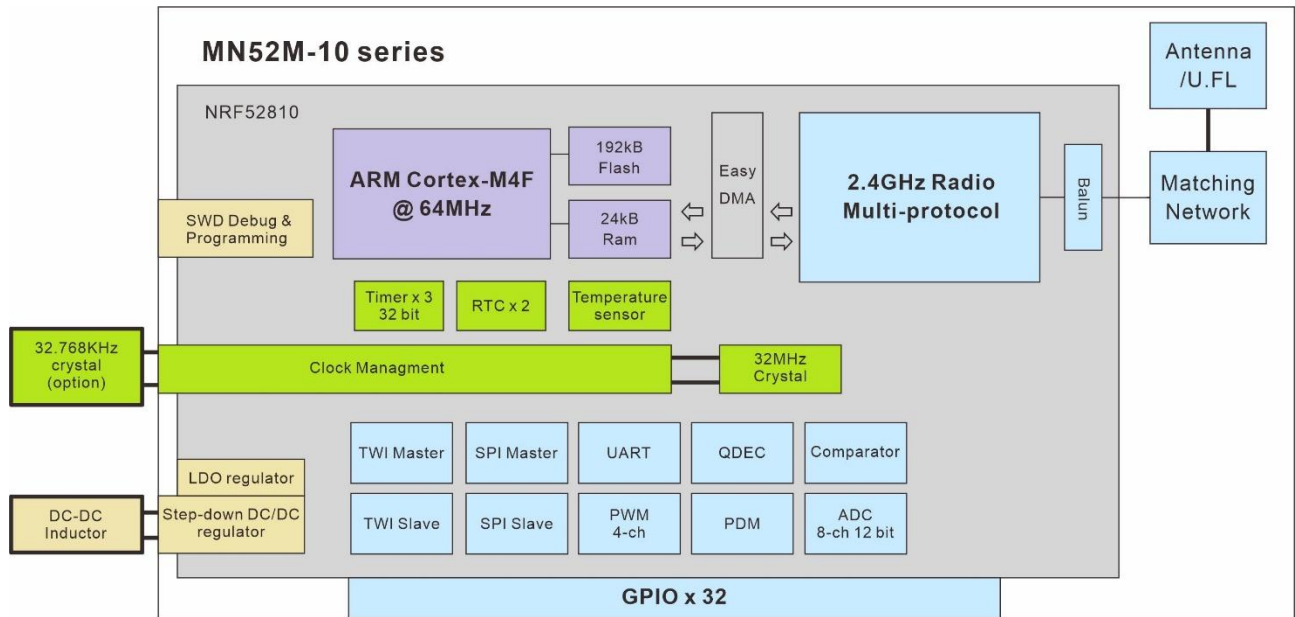 MN52M-10 series
Antenna
/U.FL
NRF52810
ARM Cortex-M4F
@ 64MHz
192kB
Flash
24kB
Ram
Easy
DMA
2.4GHz Radio
Multi-protocol
Balun
Matching
Network
SWD Debug &
Programming
Timer x 3
32 bit
RTC x 2
Temperature
sensor
32.768KHz
crystal
(option)
Clock Managment
32MHz
Crystal
TWI Master
SPI Master
UART
QDEC
Comparator
LDO regulator
DC-DC
Inductor
Step-down DC/DC
regulator
TWI Slave
SPI Slave
PWM
4-ch
PDM
ADC
8-ch 12 bit
GPIO x 32